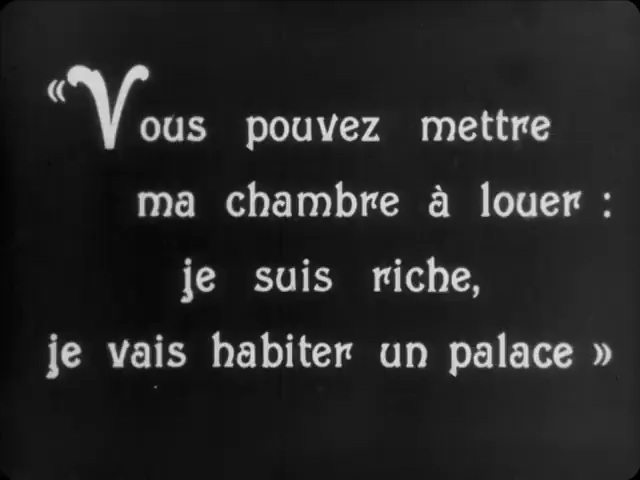 « Vous pouvez mettre
ma chambre à louer :
je suis riche,
je vais habiter un palace »